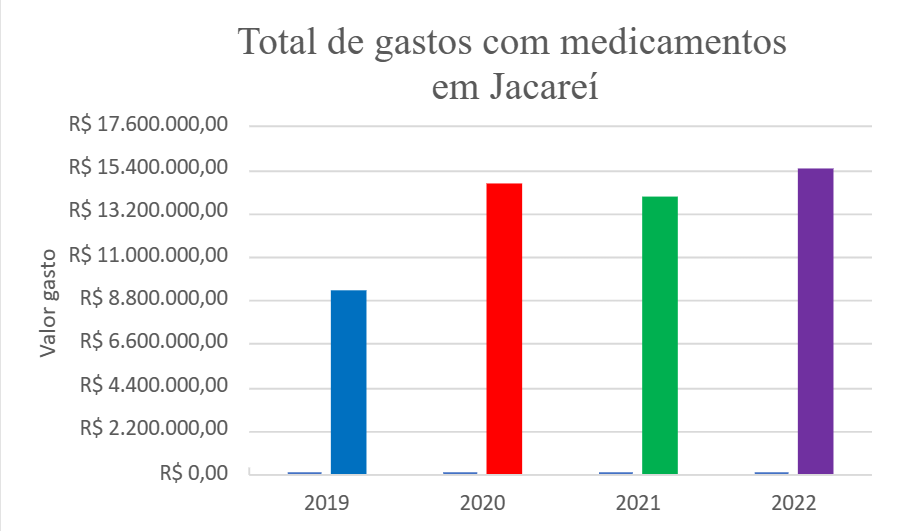 Total de gastos com medicamentos
em Jacareí
Valor gasto
R$ 17.600.000,00
R$ 15.400.000,00
R$ 13.200.000,00
R$ 11.000.000,00
R$ 8.800.000,00
R$ 6.600.000,00
R$ 4.400.000,00
R$ 2.200.000,00
R$ 0,00
2019 2020 2021 2022